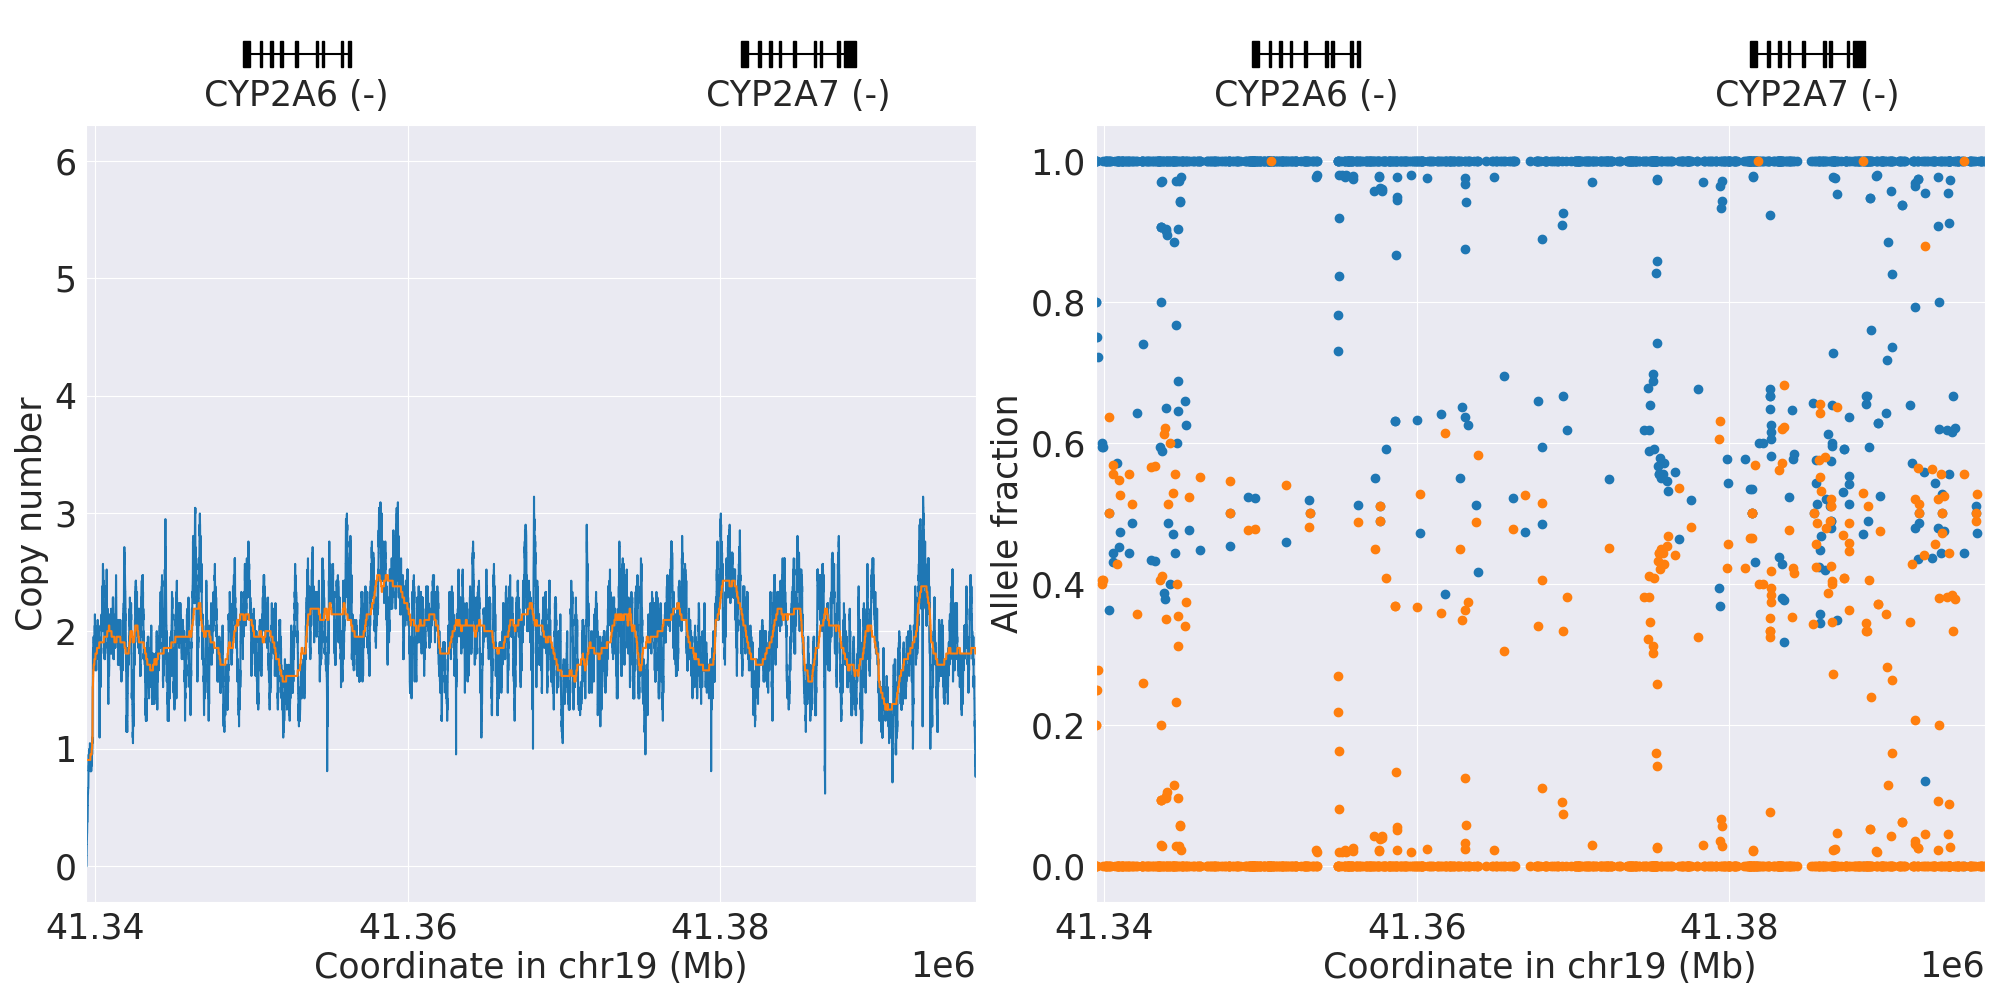 CYP2A6 (-)
CYP2A7 (-)
6
5
4
3
2
1
0
Copy number
41.34
41.36
41.38
Coordinate in chr19 (Mb)
1e6
CYP2A6 (-)
CYP2A7 (-)
1.0
0.8
0.6
0.4
0.2
0.0
Allele fraction
41.34
41.36
41.38
Coordinate in chr19 (Mb)
1e6